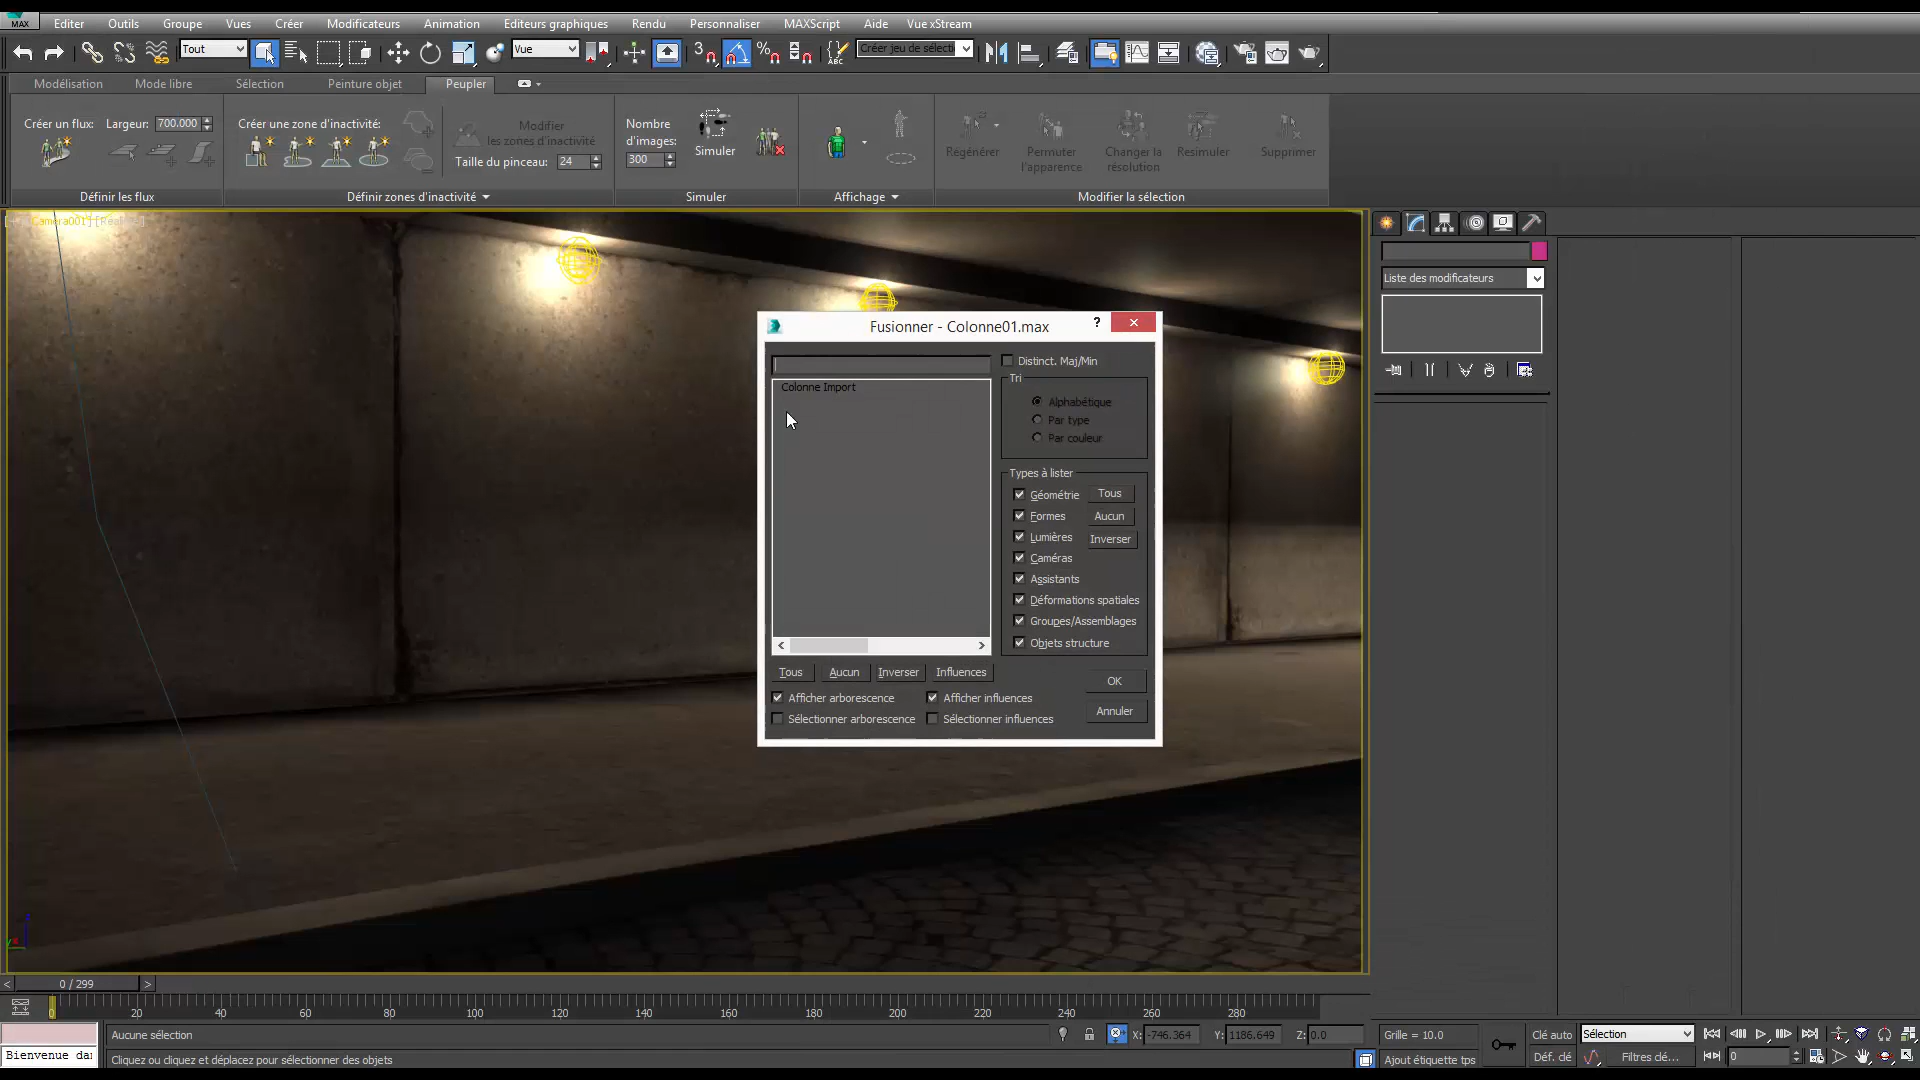 MAX
Editer Outils Groupe Vues Créer Modificateurs Animation Editeurs graphiques Rendu Personnaliser MAXScript Aide Vue xStream
Tout Vue 3 ABC Créer jeu de sélecti
Modélisation Mode libre Sélection Peinture objet Peupler
Créer un flux: Largeur: 700.000 Créer une zone d'inactivité: Modifier les zones d'inactivité Taille du pinceau: 24
Nombre d'images: 300 Simuler
Régénérer Permuter l'apparence Changer la résolution Resimuler Supprimer
Définir les flux Définir zones d'inactivité Simuler Affichage Modifier la sélection
Fusionner - Colonne01.max ?
Distinct. Maj/Min
Colonne Import
Tri
Alphabétique
Par type
Par couleur
Types à lister
Géométrie Tous
Formes Aucun
Lumières Inverser
Caméras
Assistants
Déformations spatiales
Groupes/Assemblages
Objets structure
Tous Aucun Inverser Influences
OK
Afficher arborescence Afficher influences
Annuler
Sélectionner arborescence Sélectionner influences
Liste des modificateurs
< 0 / 299 >
0 20 40 60 80 100 120 140 160 180 200 220 240 260 280
Aucune sélection X: -746.364 Y: 1186.649 Z: 0.0 Grille = 10.0 Clé auto Sélection
Bienvenue da
Cliquez ou cliquez et déplacez pour sélectionner des objets Ajout étiquette tps Déf. clé Filtres clé... 0